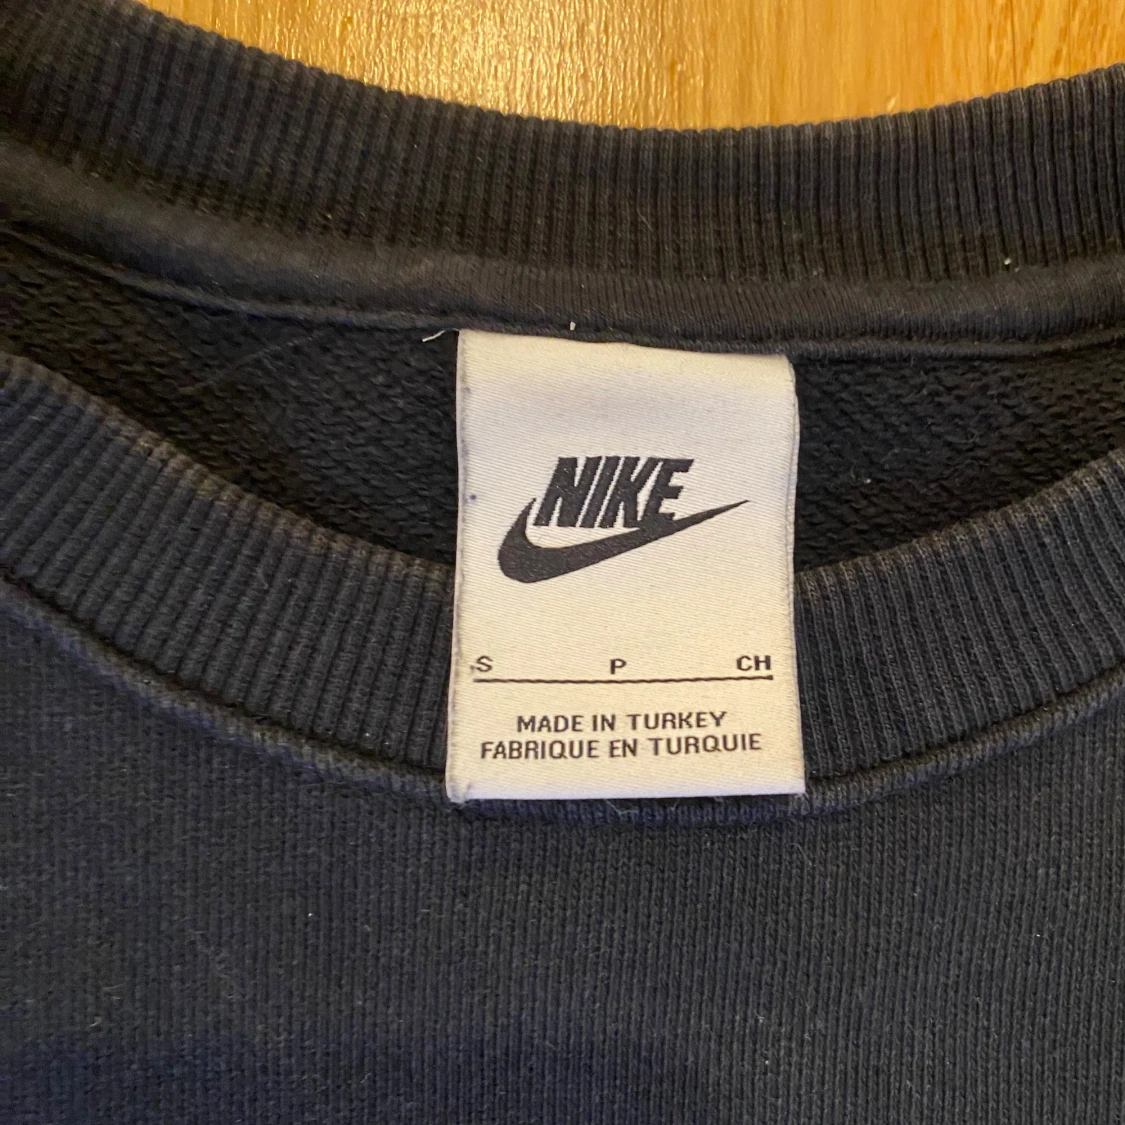 NIKE
S P CH
MADE IN TURKEY
FABRIQUE EN TURQUIE